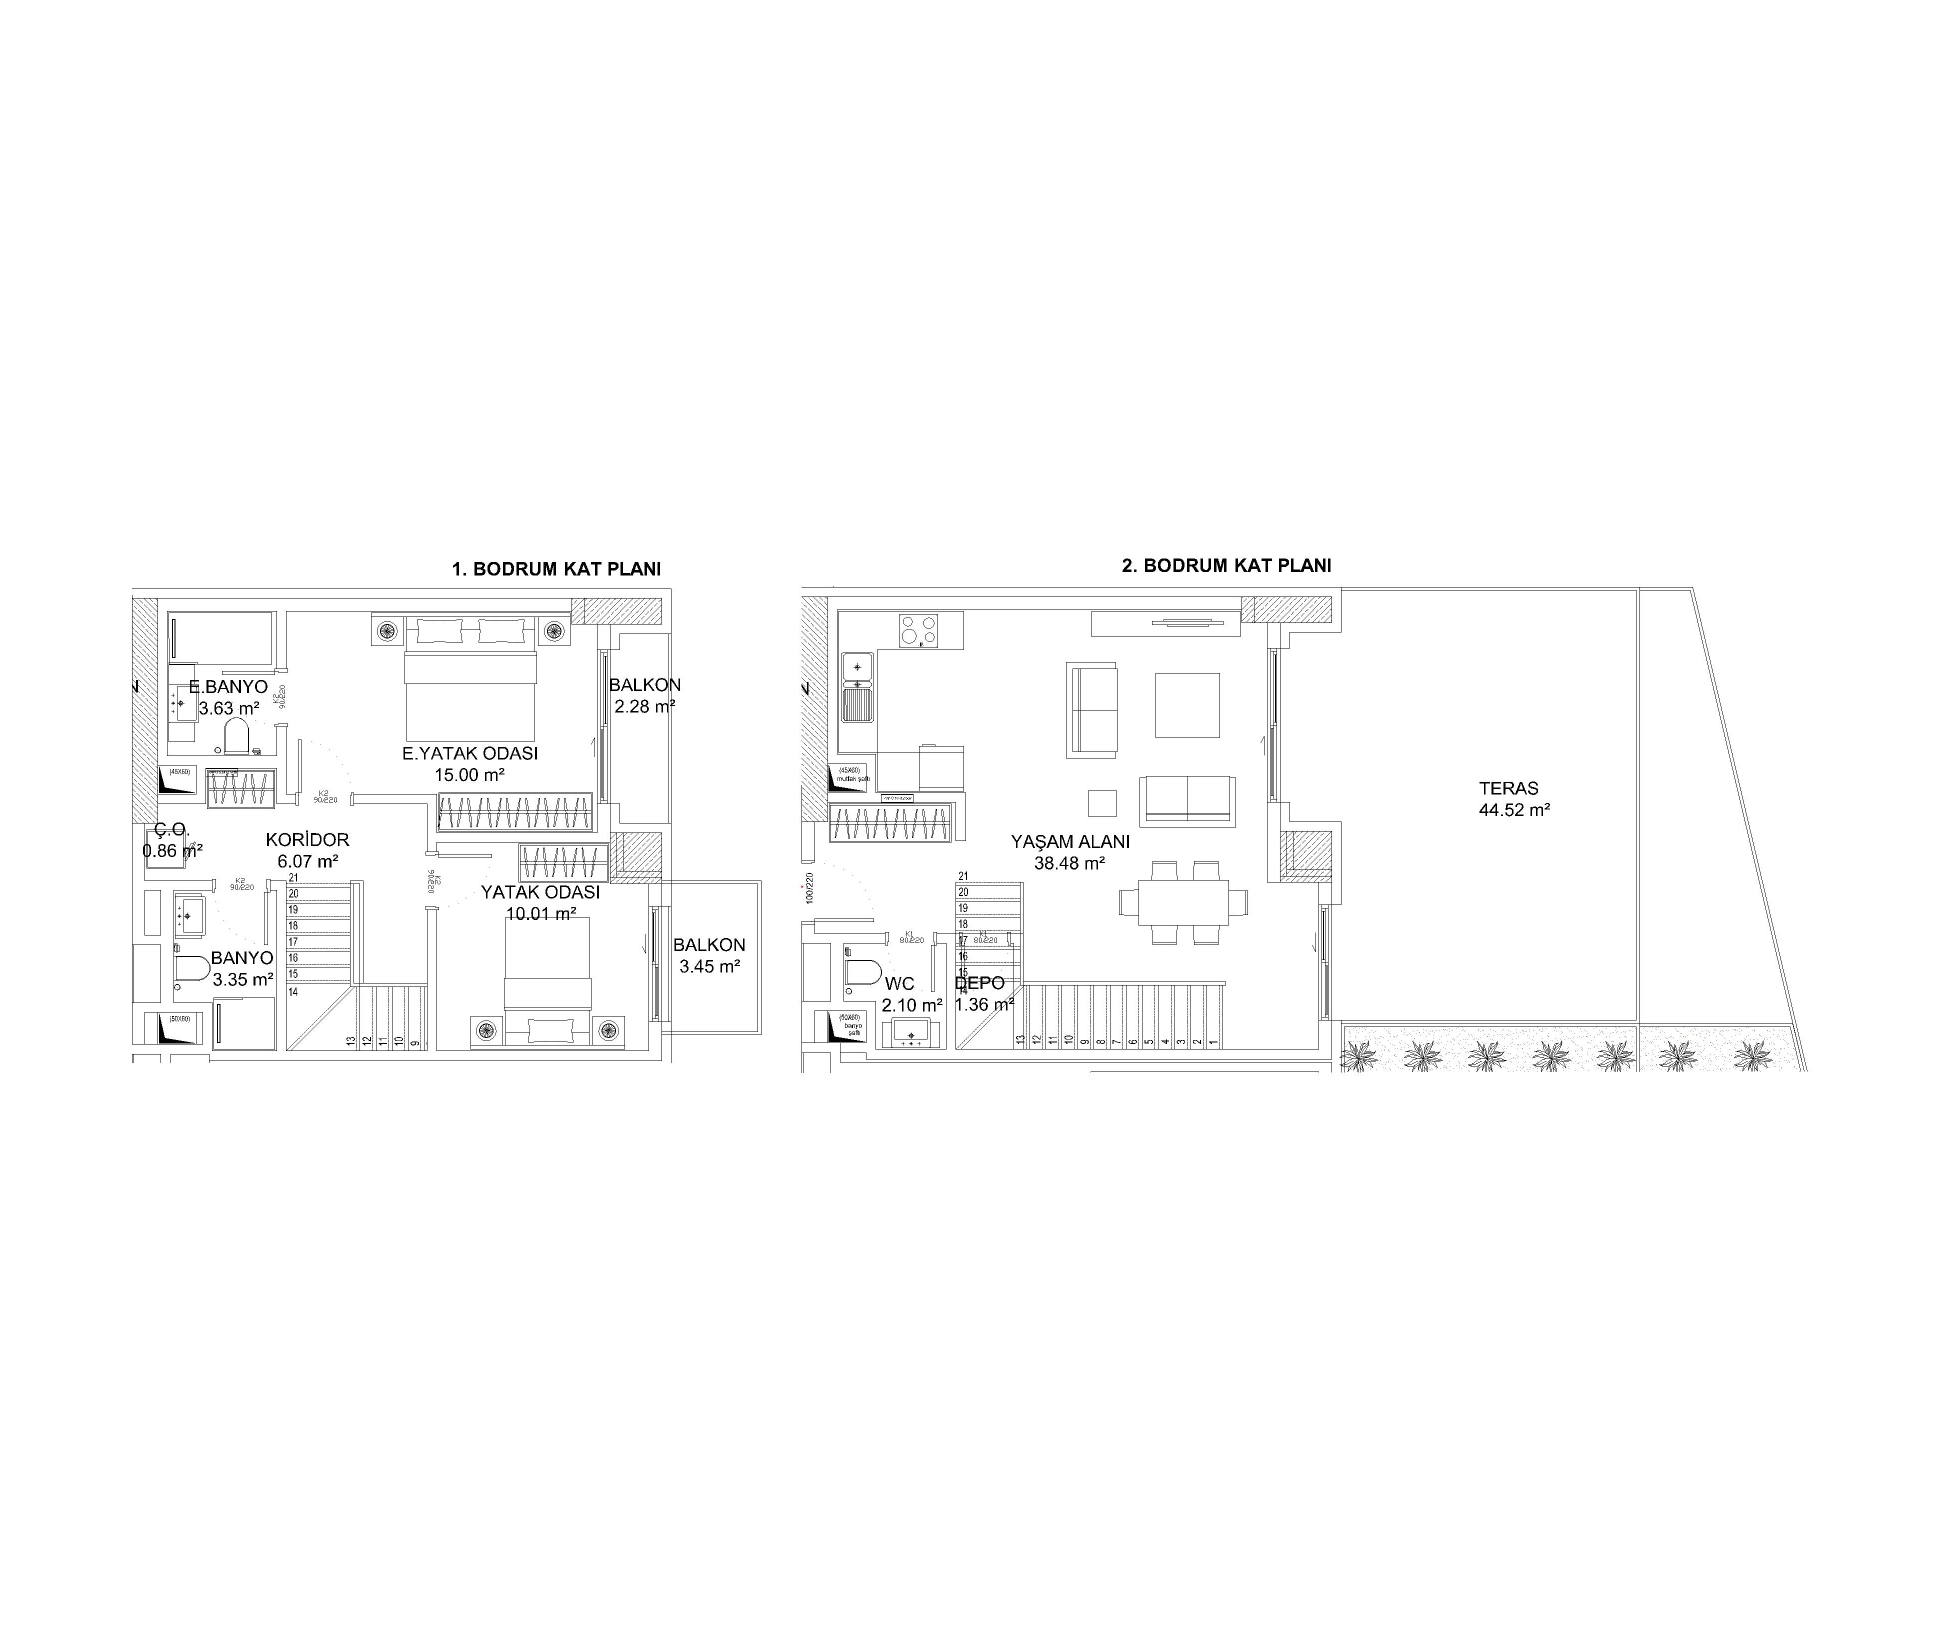 1. BODRUM KAT PLANI
E.BANYO
3.63 m²
K2
90/220
BALKON
2.28 m²
E.YATAK ODASI
15.00 m²
(45X60)
K2
90/220
Ç.O.
0.86 m²
KORİDOR
6.07 m²
K2
90/220
K2
90/220
YATAK ODASI
10.01 m²
21
20
19
18
17
16
15
14
BANYO
3.35 m²
BALKON
3.45 m²
(50X60)
13
12
11
10
9
2. BODRUM KAT PLANI
(45X60)
mutfak şaftı
YAŞAM ALANI
38.48 m²
TERAS
44.52 m²
100/220
21
20
19
18
17
16
15
14
K1
80/220
K1
80/220
WC
2.10 m²
DEPO
1.36 m²
(50X60)
banyo
şaftı
13
12
11
10
9
8
7
6
5
4
3
2
1